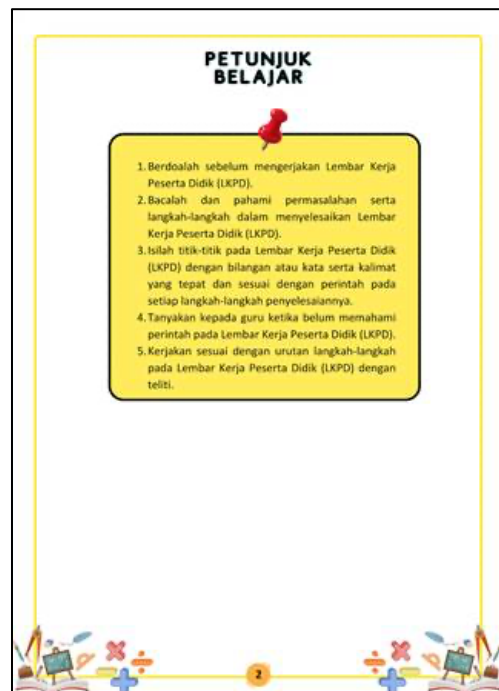 PETUNJUK
BELAJAR
1. Berdoalah sebelum mengerjakan Lembar Kerja
Peserta Didik (LKPD).
2. Bacalah dan pahami permasalahan serta
langkah-langkah dalam menyelesaikan Lembar
Kerja Peserta Didik (LKPD).
3. Isilah titik-titik pada Lembar Kerja Peserta Didik
(LKPD) dengan bilangan atau kata serta kalimat
yang tepat dan sesuai dengan perintah pada
setiap langkah-langkah penyelesaiannya.
4. Tanyakan kepada guru ketika belum memahami
perintah pada Lembar Kerja Peserta Didik (LKPD).
5. Kerjakan sesuai dengan urutan langkah-langkah
pada Lembar Kerja Peserta Didik (LKPD) dengan
teliti.
2